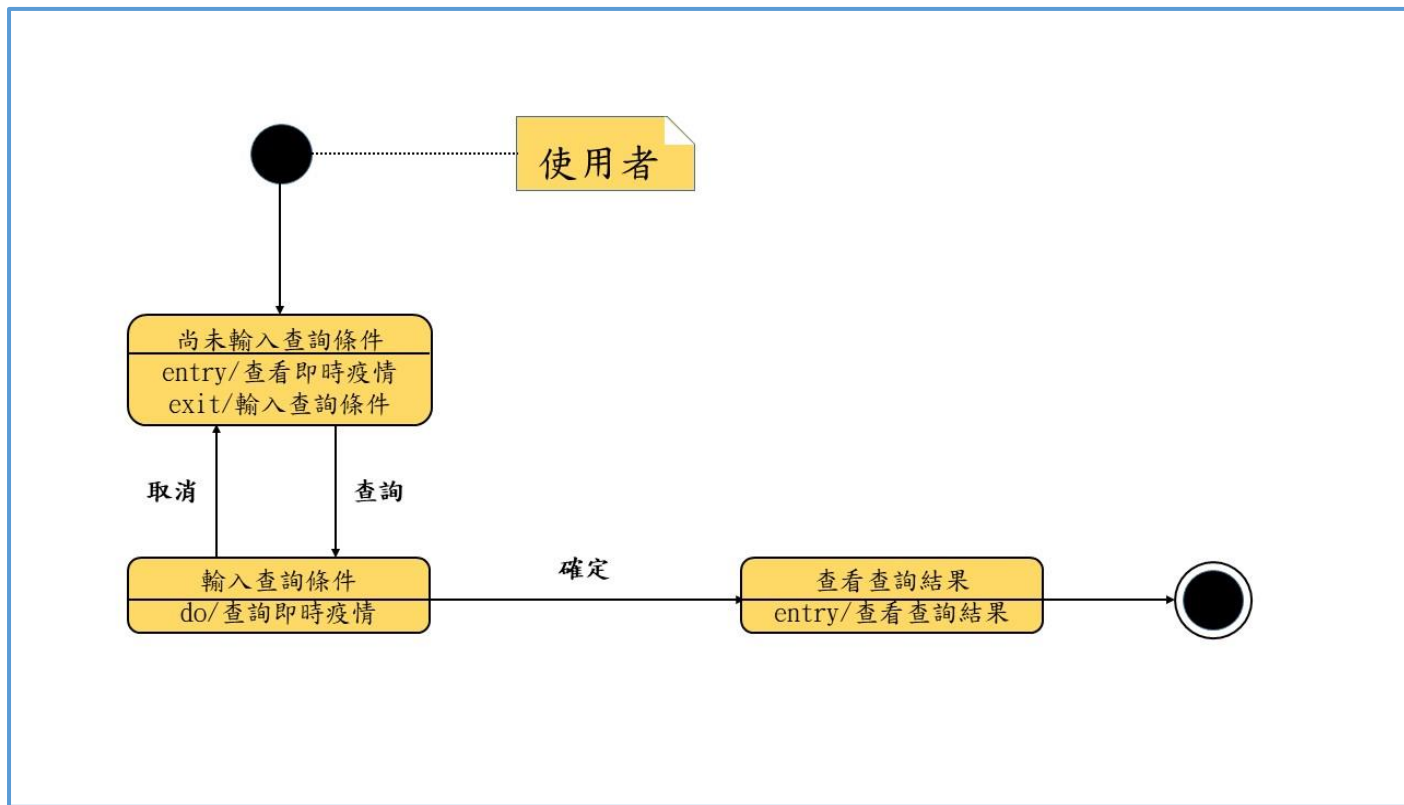 使用者
尚未輸入查詢條件
entry/查看即時疫情
exit/輸入查詢條件
取消
查詢
輸入查詢條件
do/查詢即時疫情
確定
查看查詢結果
entry/查看查詢結果